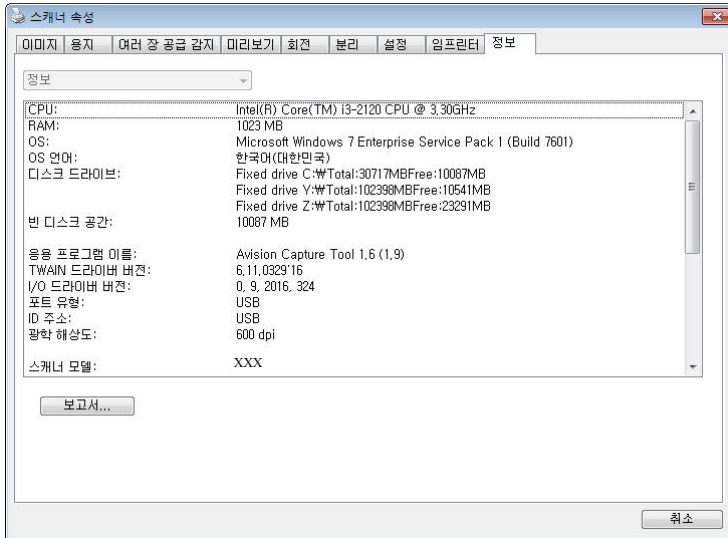 스캐너 속성
이미지 용지 여러 장 공급 감지 미리보기 회전 분리 설정 임프린터 정보
정보
CPU: Intel(R) Core(TM) i3-2120 CPU @ 3,30GHz
RAM: 1023 MB
OS: Microsoft Windows 7 Enterprise Service Pack 1 (Build 7601)
OS 언어: 한국어(대한민국)
디스크 드라이브: Fixed drive C:₩Total:30717MBFree:10087MB
Fixed drive Y:₩Total:102398MBFree:10541MB
Fixed drive Z:₩Total:102398MBFree:23291MB
빈 디스크 공간: 10087 MB
응용 프로그램 이름: Avision Capture Tool 1,6 (1,9)
TWAIN 드라이버 버젼: 6,11,0329'16
I/O 드라이버 버젼: 0, 9, 2016, 324
포트 유형: USB
ID 주소: USB
광학 해상도: 600 dpi
스캐너 모델: XXX
보고서...
취소